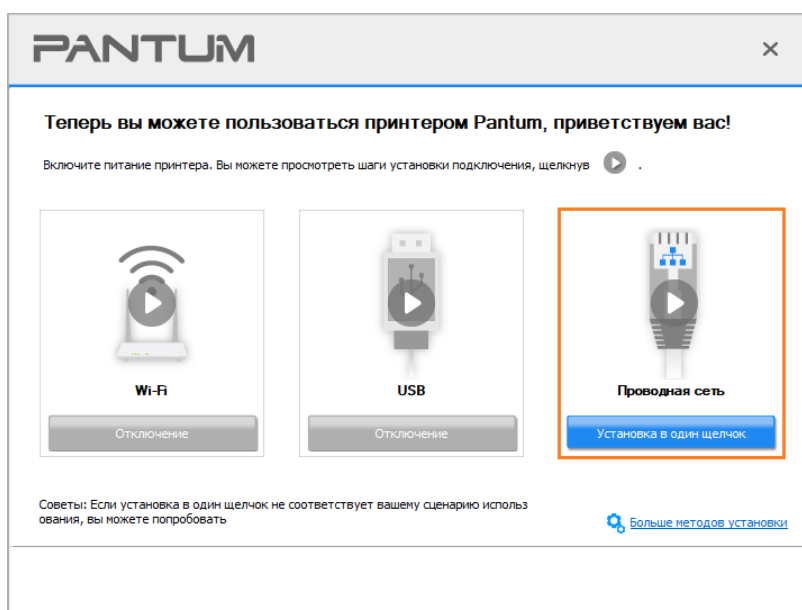 PANTUM
Теперь вы можете пользоваться принтером Pantum, приветствуем вас!
Включите питание принтера. Вы можете просмотреть шаги установки подключения, щелкнув .
Wi-Fi
USB
Проводная сеть
Отключение
Отключение
Установка в один щелчок
Советы: Если установка в один щелчок не соответствует вашему сценарию использ
ования, вы можете попробовать
Больше методов установки